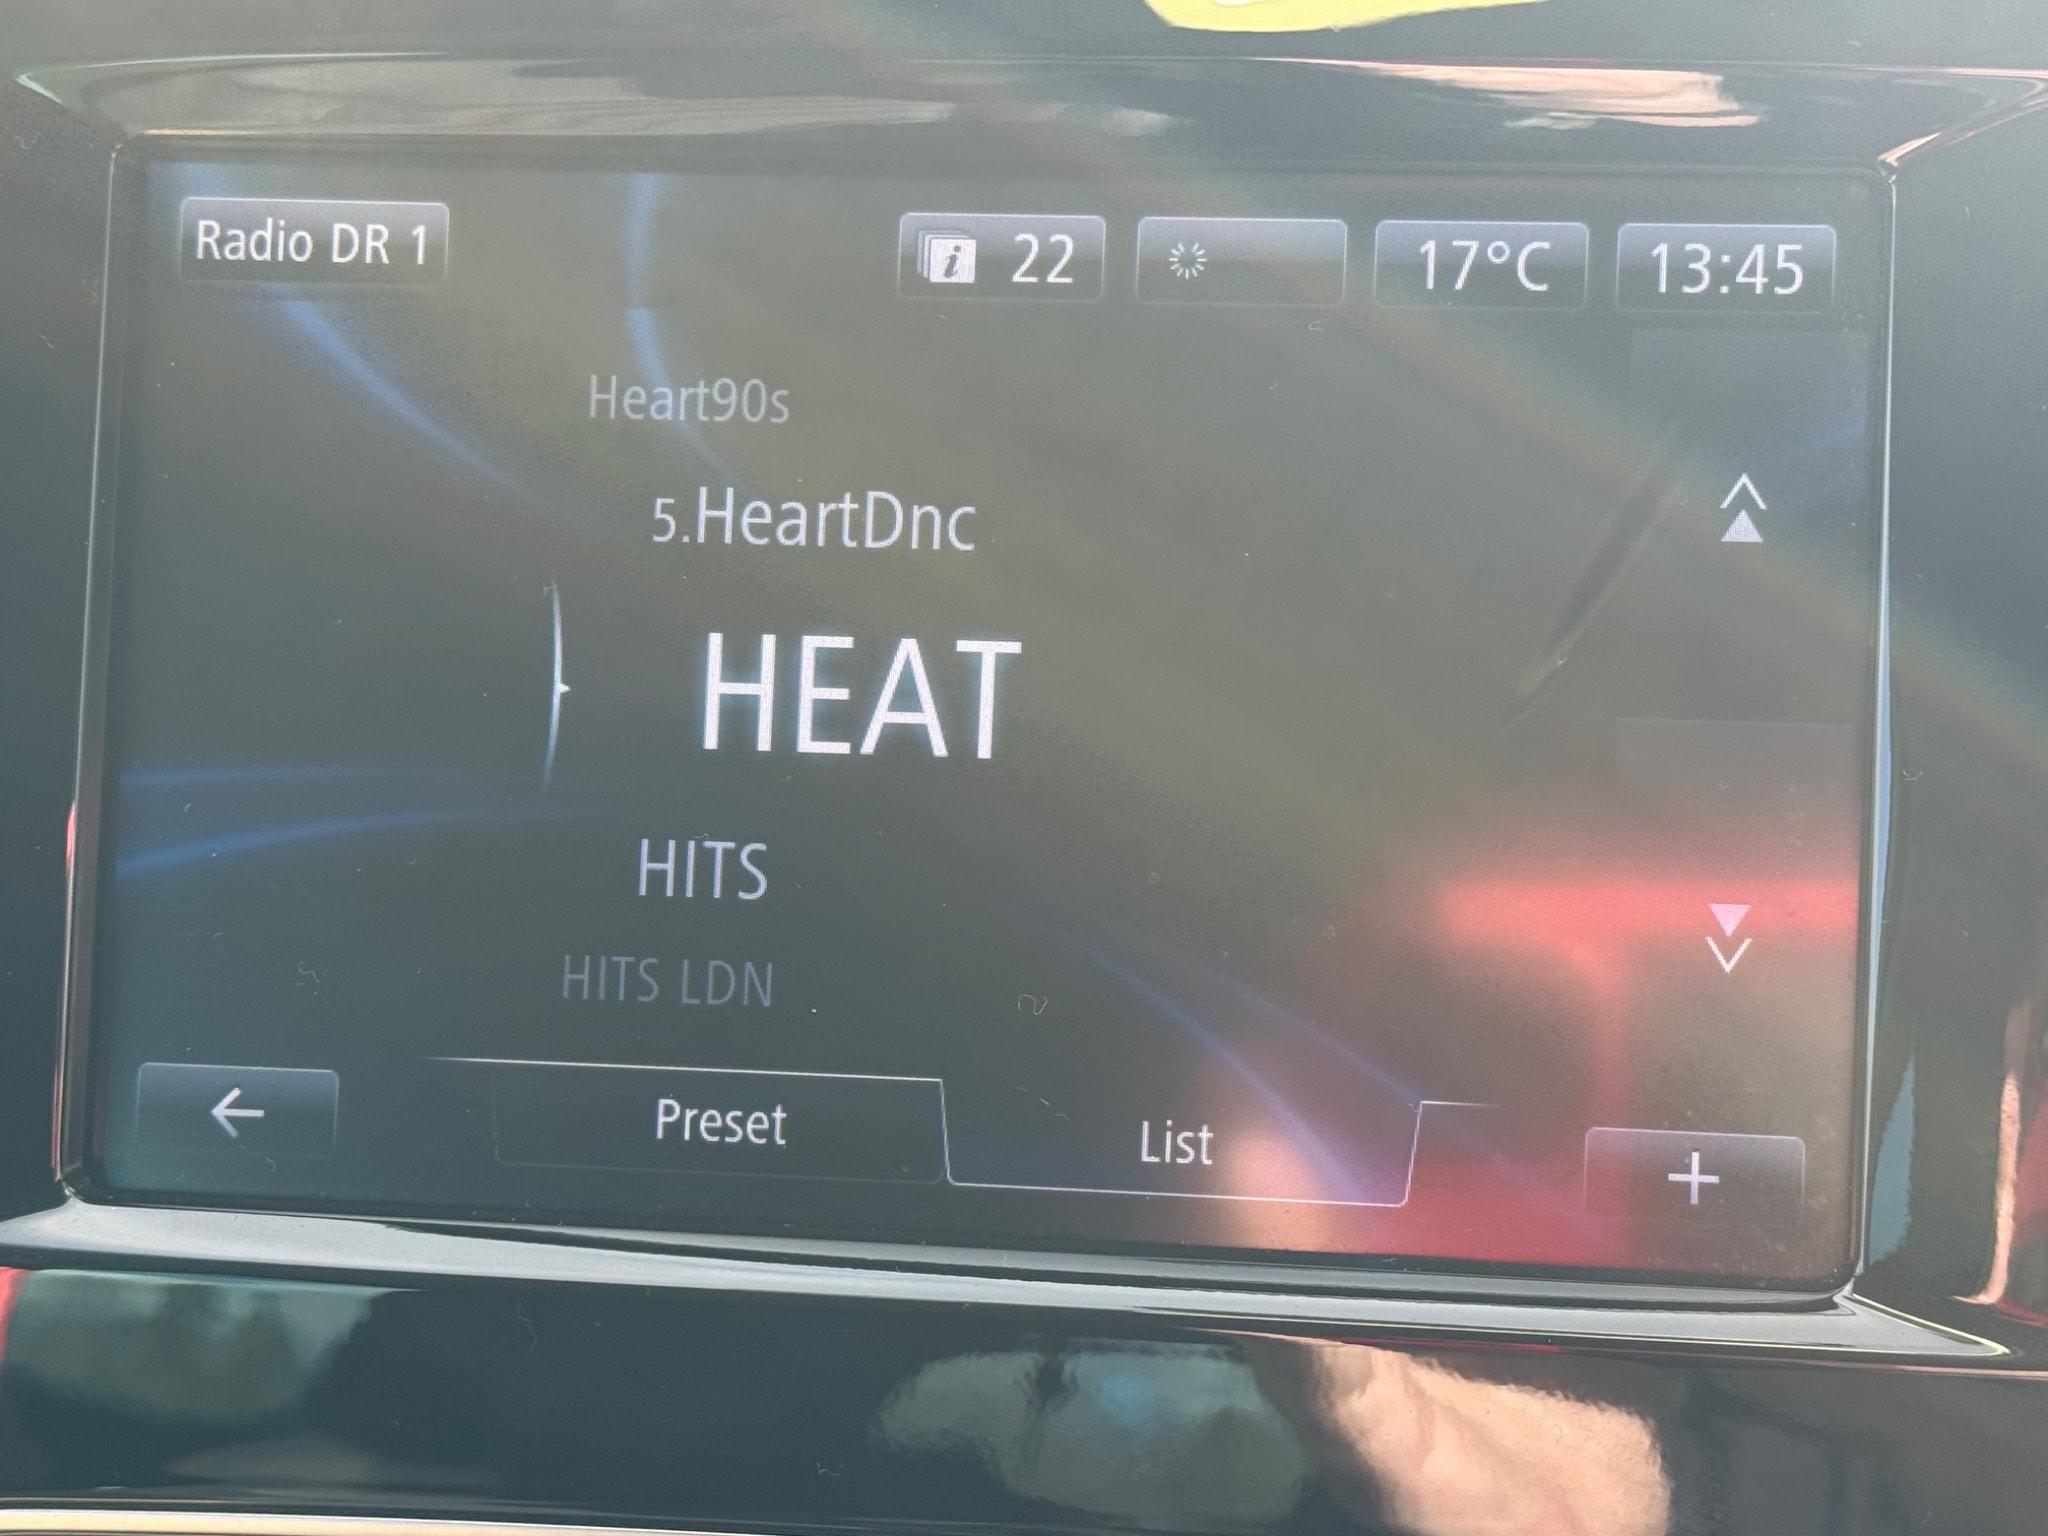 Radio DR 1
i 22
17°C
13:45
Heart90s
5.HeartDnc
HEAT
HITS
HITS LDN
Preset
List